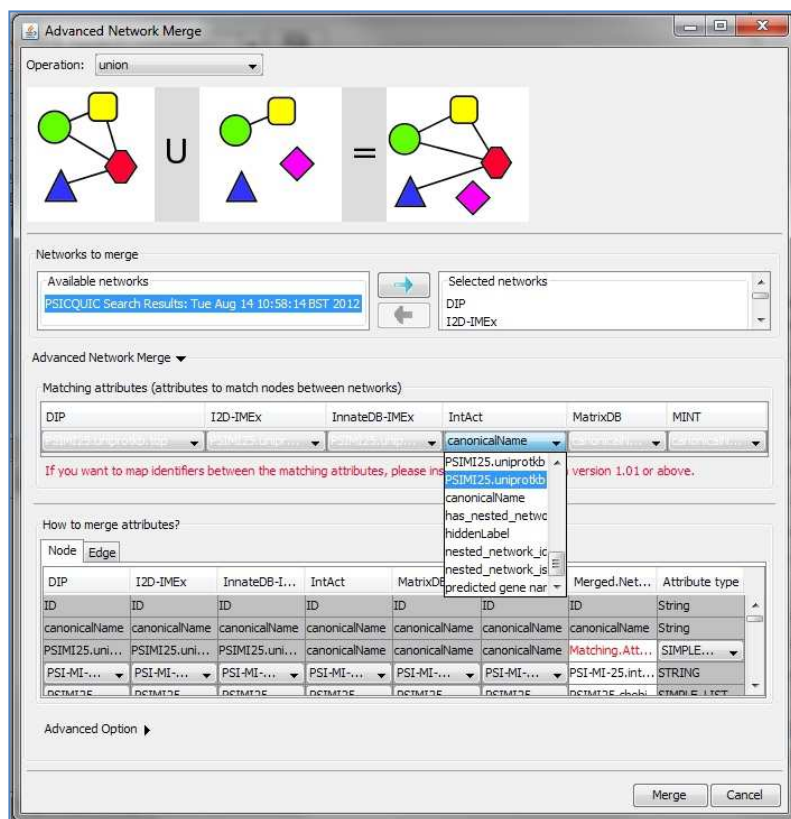 Advanced Network Merge
Operation: union
U =
Networks to merge
Available networks
PSICQUIC Search Results: Tue Aug 14 10:58:14 BST 2012
Selected networks
DIP
I2D-IMEx
Advanced Network Merge
Matching attributes (attributes to match nodes between networks)
DIP I2D-IMEx InnateDB-IMEx IntAct MatrixDB MINT
canonicalName
PSIMI25.uniprotkb
PSIMI25.uniprotkb
canonicalName
has_nested_netwo
hiddenLabel
nested_network_id
nested_network_is
predicted gene nar
If you want to map identifiers between the matching attributes, please ins version 1.01 or above.
How to merge attributes?
Node Edge
DIP I2D-IMEx InnateDB-I... IntAct MatrixDB Merged.Net... Attribute type
ID ID ID ID ID ID ID String
canonicalName canonicalName canonicalName canonicalName canonicalName canonicalName canonicalName String
PSIMI25.uni... PSIMI25.uni... PSIMI25.uni... canonicalName canonicalName canonicalName Matching.Att... SIMPLE...
PSI-MI-... PSI-MI-... PSI-MI-... PSI-MI-... PSI-MI-... PSI-MI-... PSI-MI-25.int... STRING
PSIMI25 PSIMI25 PSIMI25 PSIMI25 PSIMI25 PSIMI25 PSIMI25.chebi SIMPLE_LIST
Advanced Option
Merge Cancel